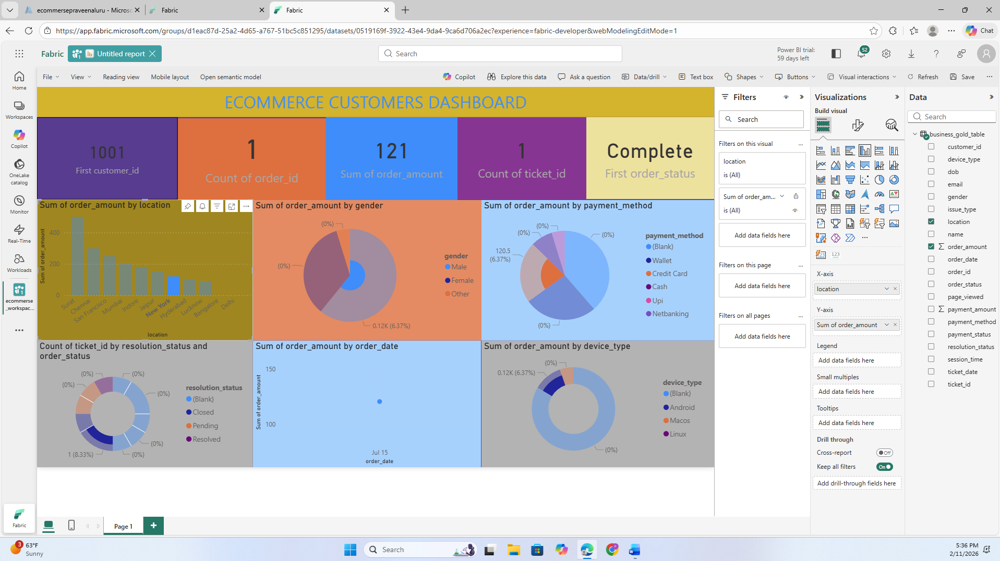 ecommersepraveenaluru - Microsc
Fabric
Fabric
https://app.fabric.microsoft.com/groups/d1eac87d-25a2-4d65-a767-51bc5c851295/datasets/0519169f-3922-43e4-9da4-9ca6d706a2ec?experience=fabric-developer&webModelingEditMode=1
Chat
Fabric
Untitled report
Search
Power BI trial:
59 days left
52
File
View
Reading view
Mobile layout
Open semantic model
Copilot
Explore this data
Ask a question
Data/drill
Text box
Shapes
Buttons
Visual interactions
Refresh
Save
Home
Workspaces
Copilot
OneLake
catalog
Monitor
Real-Time
Workloads
ecommerse
_workspac...
Fabric
ECOMMERCE CUSTOMERS DASHBOARD
1001
First customer_id
1
Count of order_id
121
Sum of order_amount
1
Count of ticket_id
Complete
First order_status
Sum of order_amount by location
Sum of order_amount
400
200
0
Surat
Chennai
San Francisco
Mumbai
Indore
Jaipur
New York
Hyderabad
Lucknow
Bangalore
Delhi
location
Sum of order_amount by gender
(0%)
(0%)
0.12K (6.37%)
gender
Male
Female
Other
Sum of order_amount by payment_method
(0%)
(0%)
(0%)
120.5
(6.37%)
(0%)
payment_method
(Blank)
Wallet
Credit Card
Cash
Upi
Netbanking
Count of ticket_id by resolution_status and
order_status
(0%)
(0%)
(0%)
(0%)
(0%)
1 (8.33%)
(0%)
resolution_status
(Blank)
Closed
Pending
Resolved
Sum of order_amount by order_date
Sum of order_amount
150
100
Jul 15
order_date
Sum of order_amount by device_type
(0%)
0.12K (6.37%)
(0%)
device_type
(Blank)
Android
Macos
Linux
Filters
Search
Filters on this visual
location
is (All)
Sum of order_am...
is (All)
Add data fields here
Filters on this page
Add data fields here
Filters on all pages
Add data fields here
Visualizations
Build visual
123
123
X-axis
location
Y-axis
Sum of order_amount
Legend
Add data fields here
Small multiples
Add data fields here
Tooltips
Add data fields here
Drill through
Cross-report
Off
Keep all filters
On
Add drill-through fields here
Data
Search
business_gold_table
customer_id
device_type
dob
email
gender
issue_type
location
name
order_amount
order_date
order_id
order_status
page_viewed
payment_amount
payment_method
payment_status
resolution_status
session_time
ticket_date
ticket_id
Page 1
3
63°F
Sunny
Search
5:36 PM
2/11/2026